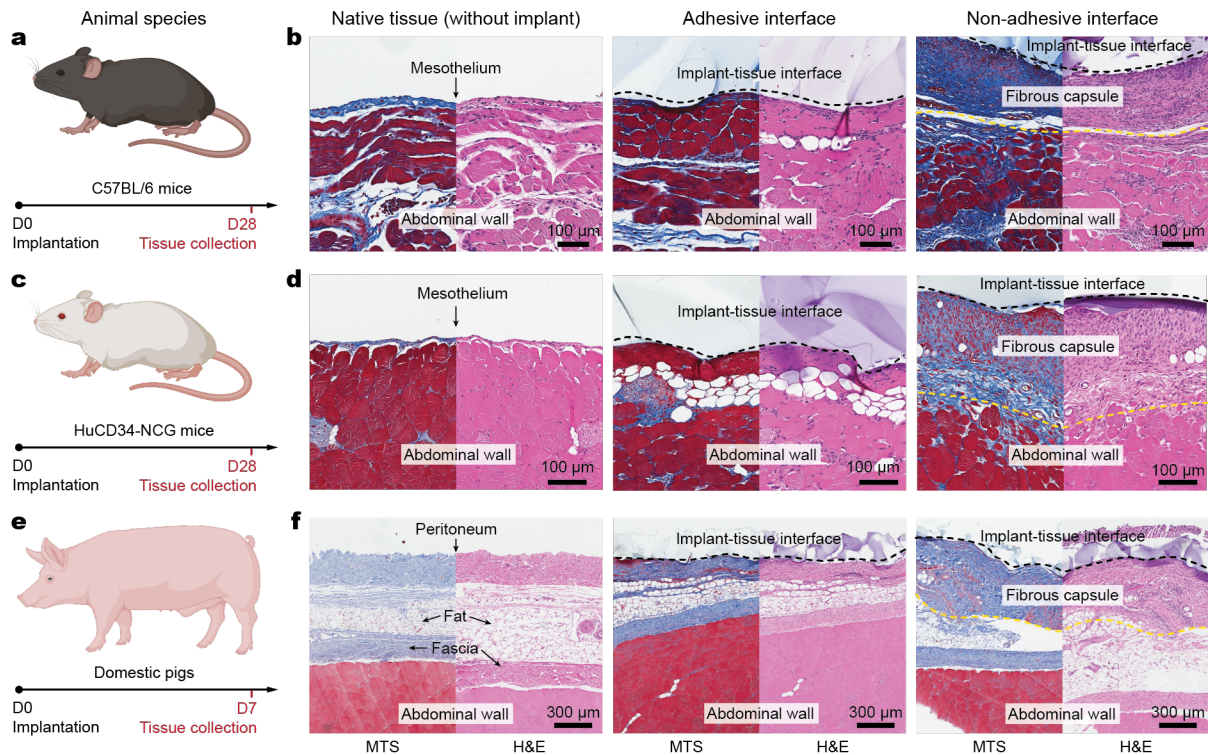 Animal species
Native tissue (without implant)
Adhesive interface
Non-adhesive interface
a
C57BL/6 mice
D0
D28
Implantation
Tissue collection
b
Mesothelium
Abdominal wall
100 µm
Implant-tissue interface
Abdominal wall
100 µm
Implant-tissue interface
Fibrous capsule
Abdominal wall
100 µm
c
HuCD34-NCG mice
D0
D28
Implantation
Tissue collection
d
Mesothelium
Abdominal wall
100 µm
Implant-tissue interface
Abdominal wall
100 µm
Implant-tissue interface
Fibrous capsule
Abdominal wall
100 µm
e
Domestic pigs
D0
D7
Implantation
Tissue collection
f
Peritoneum
Fat
Fascia
Abdominal wall
300 µm
Implant-tissue interface
Abdominal wall
300 µm
Implant-tissue interface
Fibrous capsule
Abdominal wall
300 µm
MTS
H&E
MTS
H&E
MTS
H&E